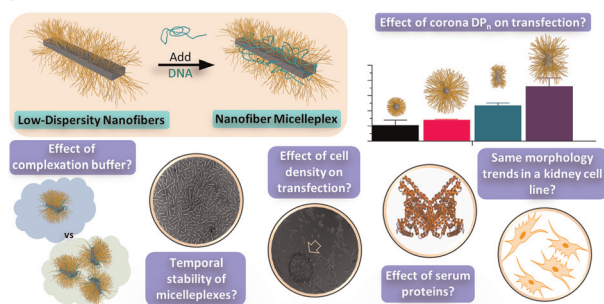 Add
DNA
Low-Dispersity Nanofibers
Nanofiber Micelleplex
Effect of corona DPn on transfection?
Effect of
complexation buffer?
vs
Temporal
stability of
micelleplexes?
Effect of cell
density on
transfection?
Effect of serum
proteins?
Same morphology
trends in a kidney cell
line?